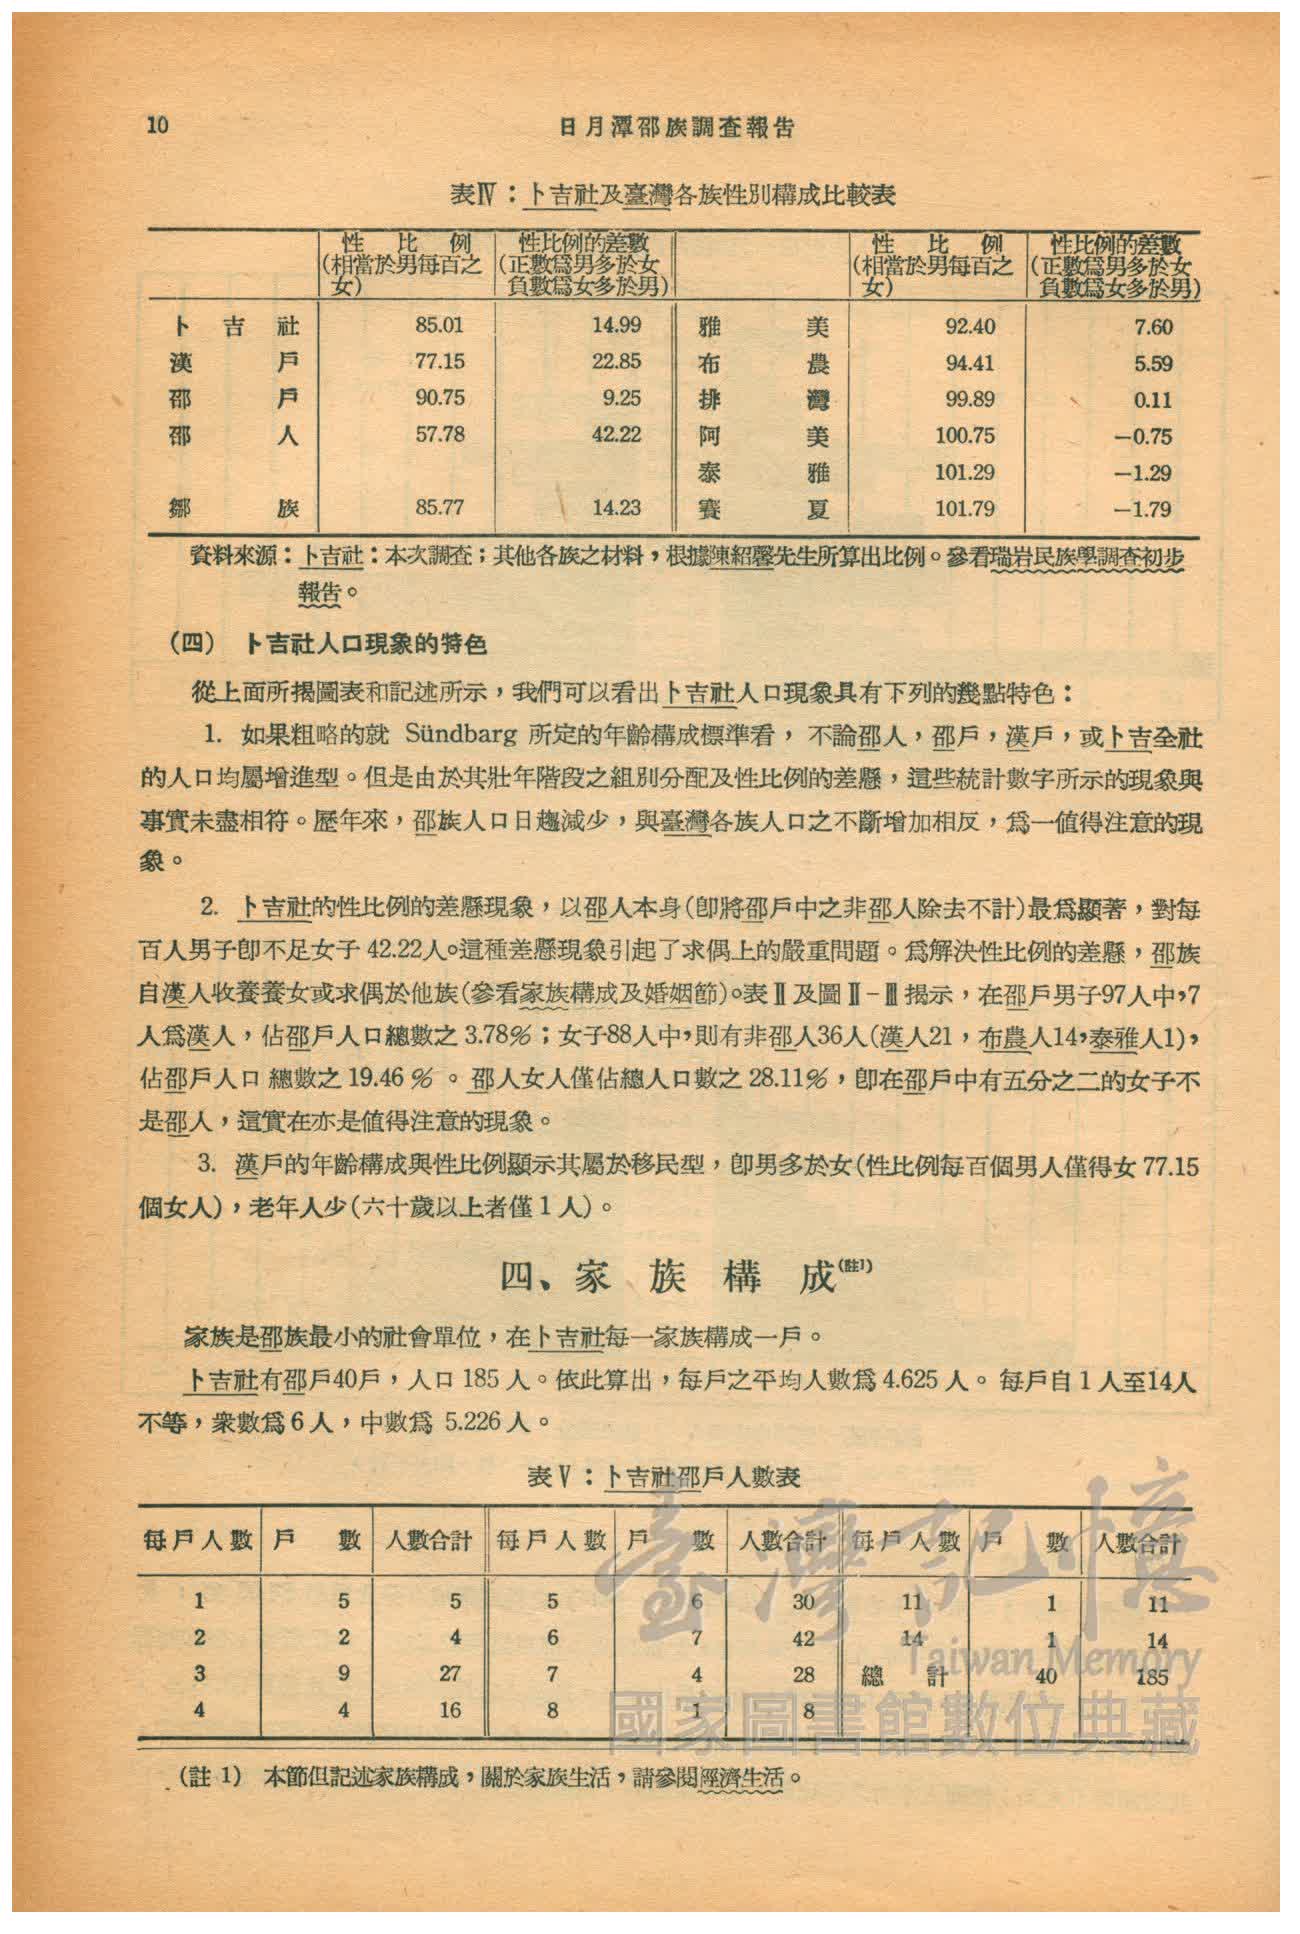 10
日月潭邵族調查報告
表Ⅳ：卜吉社及臺灣各族性別構成比較表
性比例 性比例的差數 性比例 性比例的差數
(相當於男每百之 (正數爲男多於女 (相當於男每百之 (正數爲男多於女
女) 負數爲女多於男) 女) 負數爲女多於男)
卜吉社 85.01 14.99 雅美 92.40 7.60
漢戶 77.15 22.85 布農 94.41 5.59
邵戶 90.75 9.25 排灣 99.89 0.11
邵人 57.78 42.22 阿美 100.75 —0.75
泰雅 101.29 —1.29
鄒族 85.77 14.23 賽夏 101.79 —1.79
資料來源：卜吉社：本次調查；其他各族之材料，根據陳紹馨先生所算出比例。參看瑞岩民族學調查初步
報告。
(四) 卜吉社人口現象的特色
從上面所揭圖表和記述所示，我們可以看出卜吉社人口現象具有下列的幾點特色：
1. 如果粗略的就 Sündbarg 所定的年齡構成標準看，不論邵人，邵戶，漢戶，或卜吉全社
的人口均屬增進型。但是由於其壯年階段之組別分配及性比例的差懸，這些統計數字所示的現象與
事實未盡相符。歷年來，邵族人口日趨減少，與臺灣各族人口之不斷增加相反，爲一値得注意的現
象。
2. 卜吉社的性比例的差懸現象，以邵人本身(卽將邵戶中之非邵人除去不計)最爲顯著，對每
百人男子卽不足女子 42.22人。這種差懸現象引起了求偶上的嚴重問題。爲解決性比例的差懸，邵族
自漢人收養養女或求偶於他族(參看家族構成及婚姻節)。表Ⅱ及圖Ⅱ-Ⅲ揭示，在邵戶男子97人中，7
人爲漢人，佔邵戶人口總數之 3.78%；女子88人中，則有非邵人36人(漢人21，布農人14，泰雅人1)，
佔邵戶人口總數之 19.46 %。邵人女人僅佔總人口數之 28.11%，卽在邵戶中有五分之二的女子不
是邵人，這實在亦是値得注意的現象。
3. 漢戶的年齡構成與性比例顯示其屬於移民型，卽男多於女(性比例每百個男人僅得女 77.15
個女人)，老年人少(六十歲以上者僅 1 人)。
四、家族構成(註1)
家族是邵族最小的社會單位，在卜吉社每一家族構成一戶。
卜吉社有邵戶40戶，人口 185 人。依此算出，每戶之平均人數爲 4.625 人。每戶自 1 人至14人
不等，衆數爲 6 人，中數爲 5.226 人。
表Ⅴ：卜吉社邵戶人數表
每戶人數 戶數 人數合計 每戶人數 戶數 人數合計 每戶人數 戶數 人數合計
1 5 5 5 6 30 11 1 11
2 2 4 6 7 42 14 1 14
3 9 27 7 4 28 總計 40 185
4 4 16 8 1 8
(註 1) 本節但記述家族構成，關於家族生活，請參閱經濟生活。
臺灣記憶
Taiwan Memory
國家圖書館數位典藏